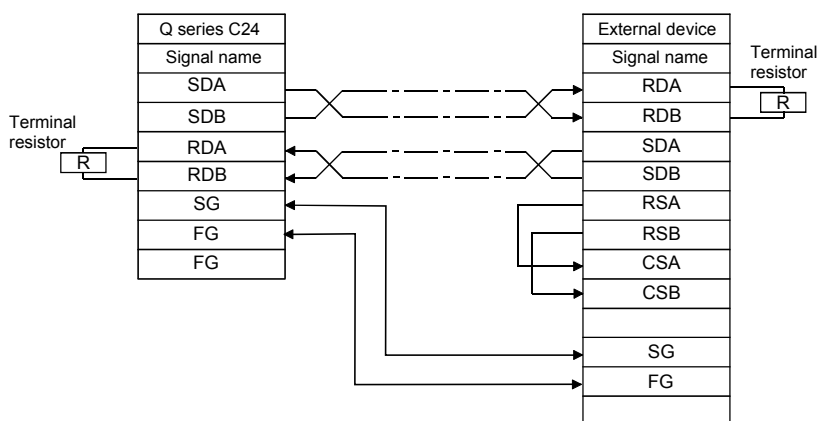 Q series C24
Signal name
SDA
SDB
RDA
RDB
SG
FG
FG
Terminal
resistor
R
External device
Signal name
RDA
RDB
SDA
SDB
RSA
RSB
CSA
CSB
SG
FG
Terminal
resistor
R